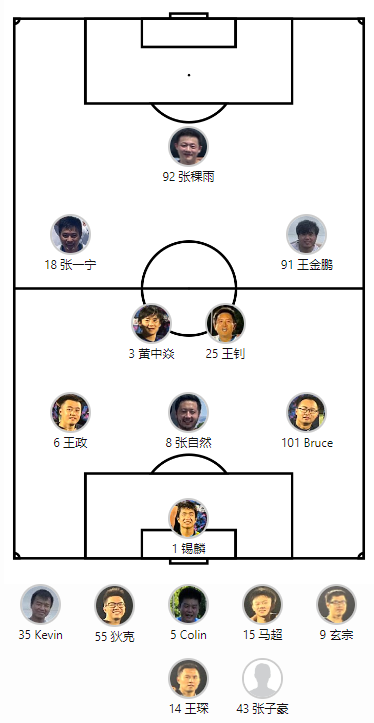 92 张稞雨
18 张一宁
91 王金鹏
3 黄中焱
25 王钊
6 王政
8 张自然
101 Bruce
1 锡麟
35 Kevin
55 狄克
5 Colin
15 马超
9 玄宗
14 王琛
43 张子豪